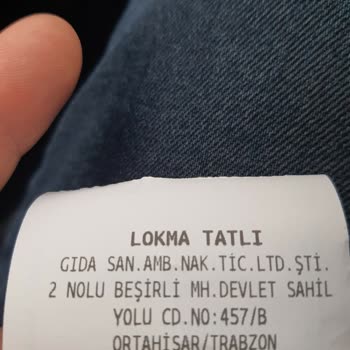 LOKMA TATLI
GIDA SAN.AMB.NAK.TİC.LTD.ŞTİ.
2 NOLU BEŞİRLİ MH.DEVLET SAHİL
YOLU CD.NO:457/B
ORTAHİSAR/TRABZON